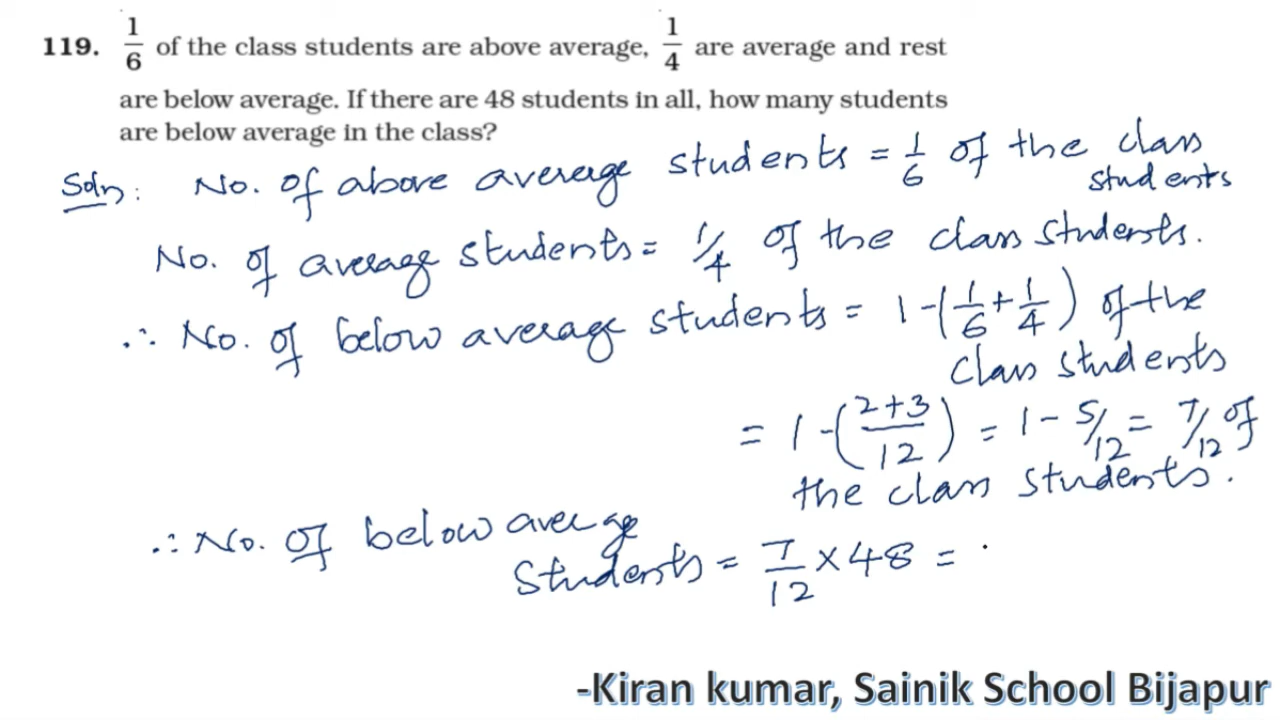 119. 1/6 of the class students are above average, 1/4 are average and rest
are below average. If there are 48 students in all, how many students
are below average in the class?
Soln: No. of above average students = 1/6 of the class
students
No. of average students = 1/4 of the class students.
∴ No. of below average students = 1-(1/6+1/4) of the
class students
= 1-(2+3/12) = 1- 5/12 = 7/12 of
the class students.
∴ No. of below average
students = 7/12 × 48 =
-Kiran kumar, Sainik School Bijapur